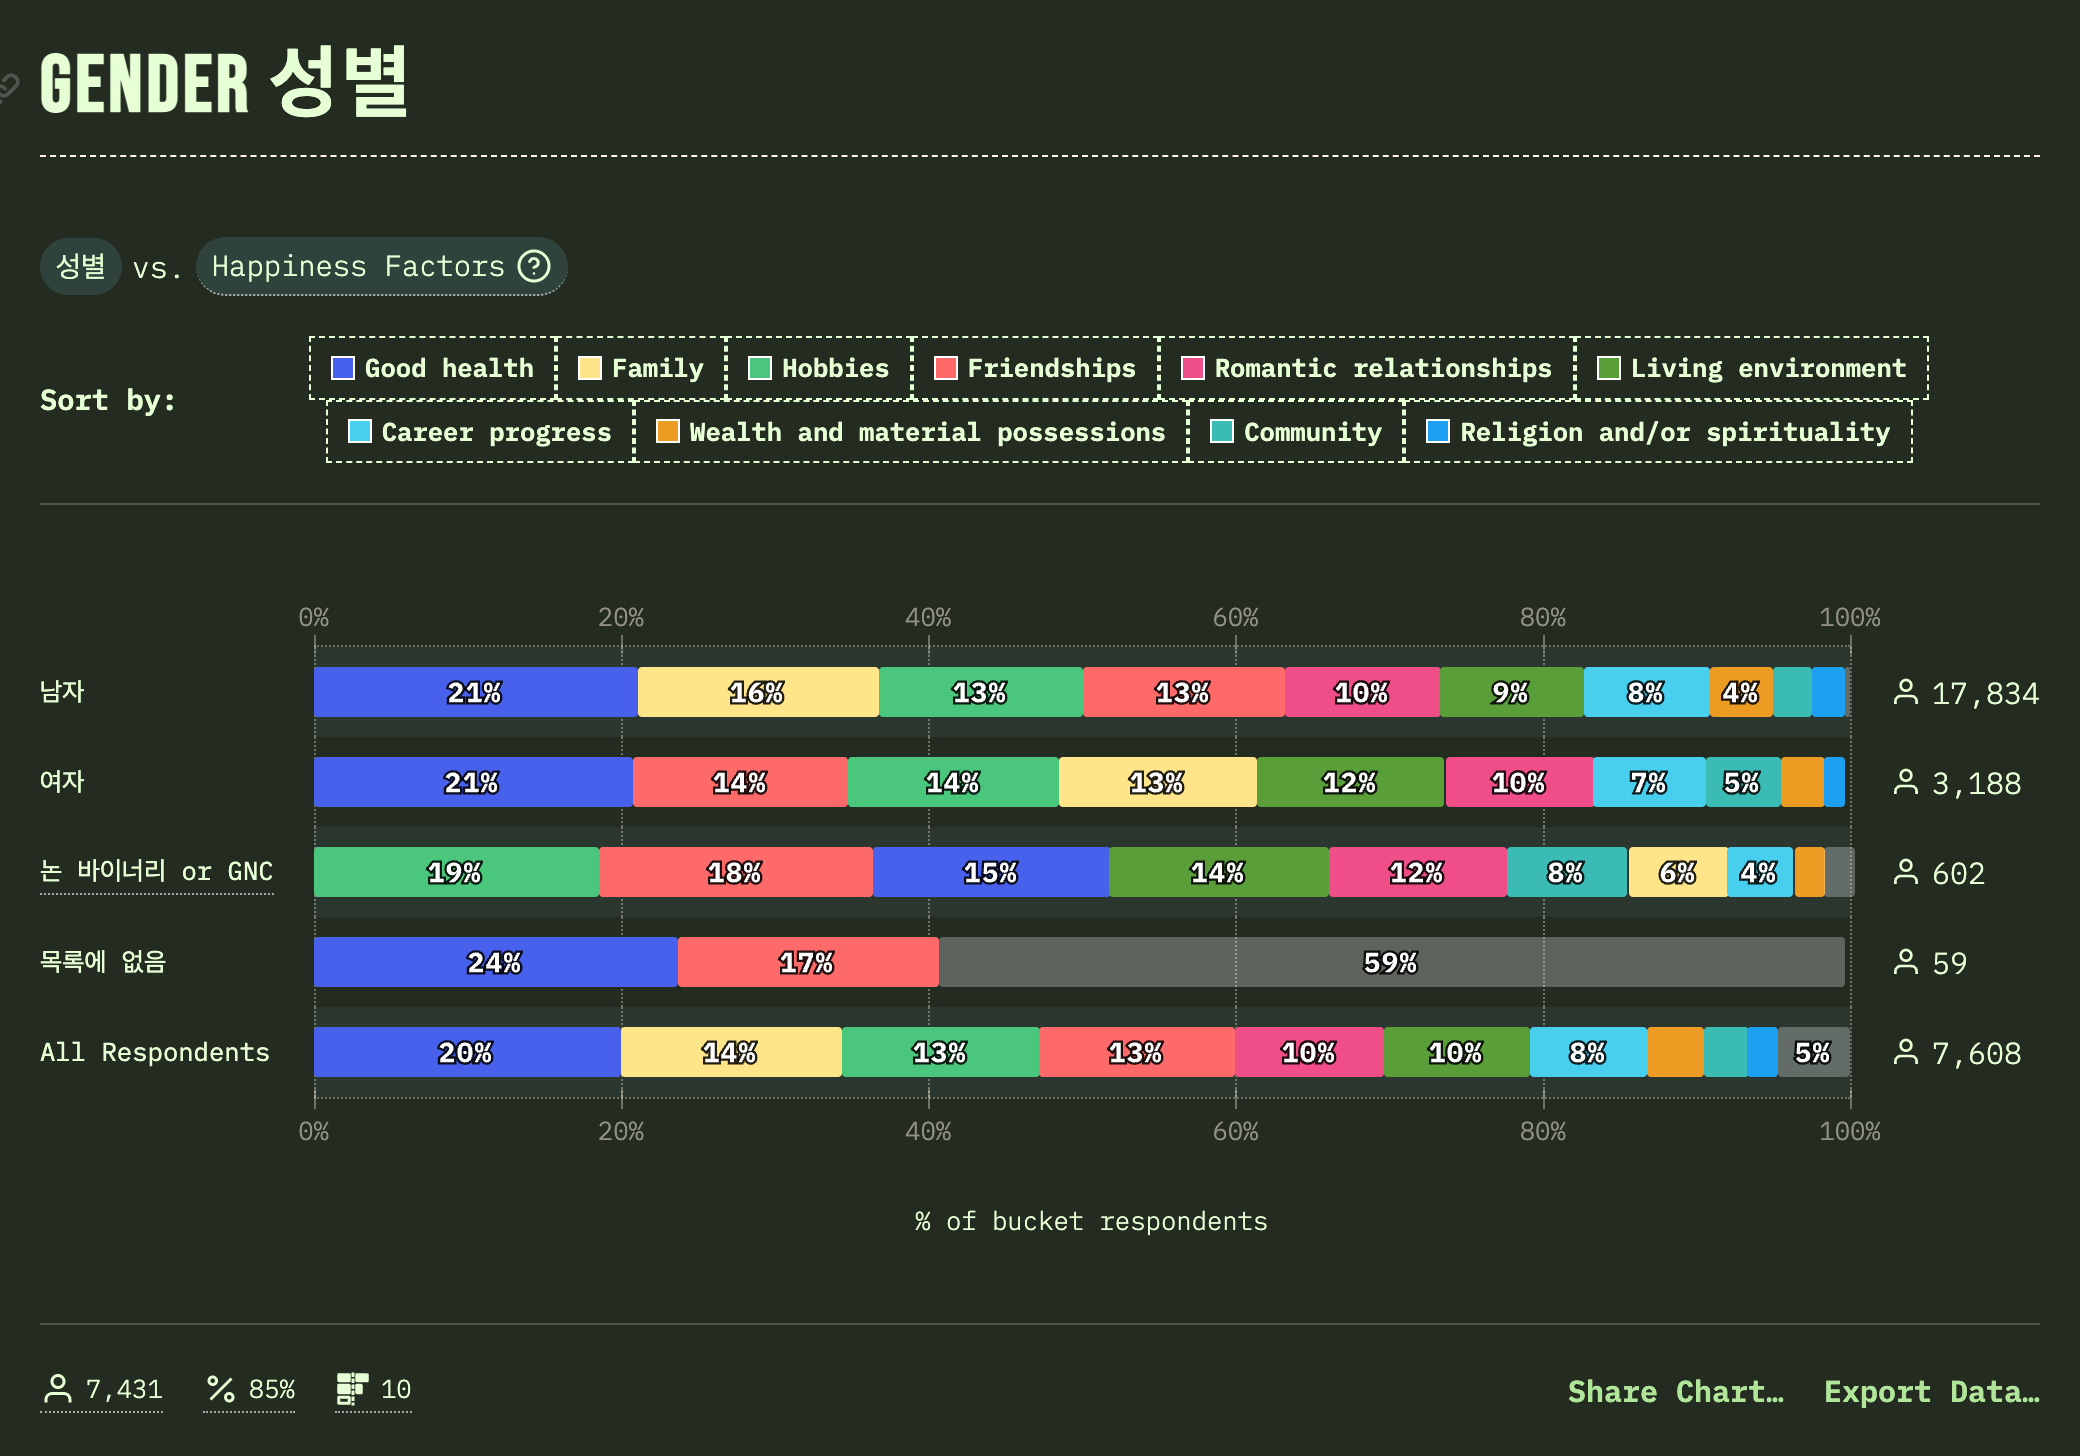 GENDER 성별
성별 vs. Happiness Factors ?
Good health Family Hobbies Friendships Romantic relationships Living environment
Sort by:
Career progress Wealth and material possessions Community Religion and/or spirituality
0% 20% 40% 60% 80% 100%
남자 21% 16% 13% 13% 10% 9% 8% 4% 17,834
여자 21% 14% 14% 13% 12% 10% 7% 5% 3,188
논 바이너리 or GNC 19% 18% 15% 14% 12% 8% 6% 4% 602
목록에 없음 24% 17% 59% 59
All Respondents 20% 14% 13% 13% 10% 10% 8% 5% 7,608
0% 20% 40% 60% 80% 100%
% of bucket respondents
7,431 % 85% 10 Share Chart… Export Data…